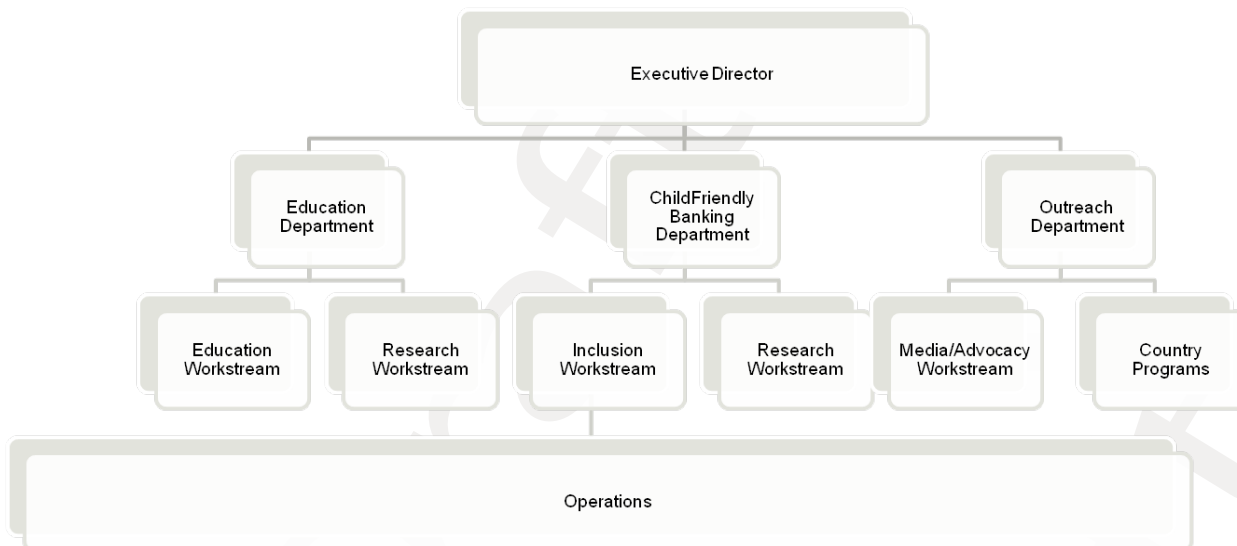 Executive Director
Education
Department
ChildFriendly
Banking
Department
Outreach
Department
Education
Workstream
Research
Workstream
Inclusion
Workstream
Research
Workstream
Media/Advocacy
Workstream
Country
Programs
Operations